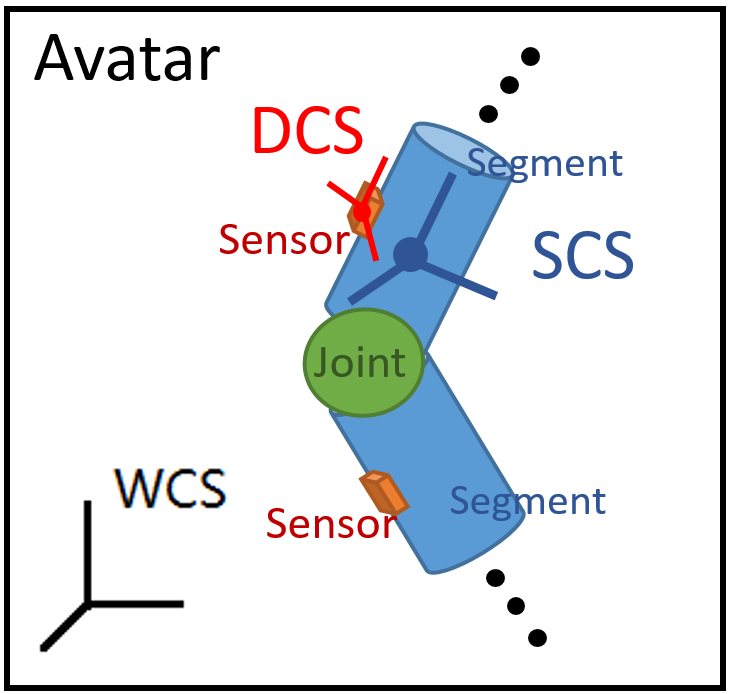 Avatar
DCS
Segment
Sensor
SCS
Joint
WCS
Segment
Sensor